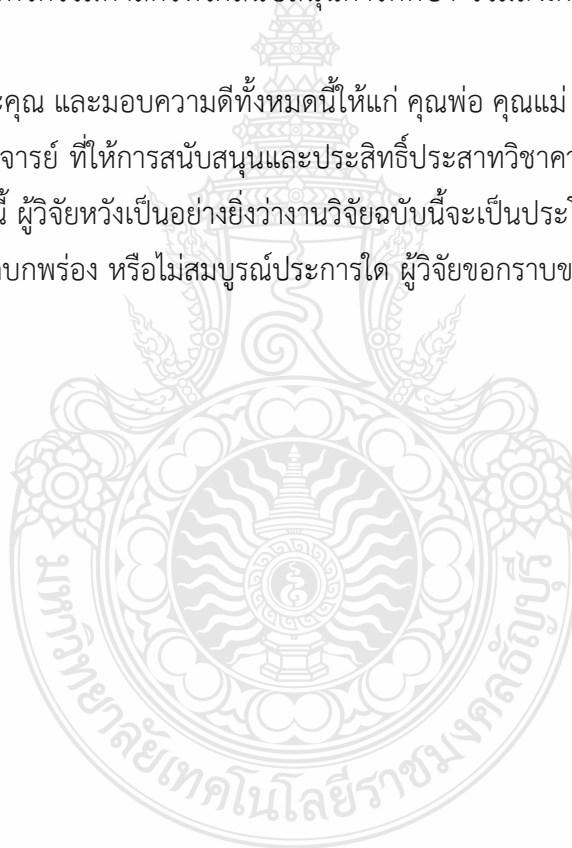 ะคุณ และมอบความดีทั้งหมดนี้ให้แก่ คุณพ่อ คุณแม่
จารย์ ที่ให้การสนับสนุนและประสิทธิ์ประสาทวิชาควา
นี้ ผู้วิจัยหวังเป็นอย่างยิ่งว่างานวิจัยฉบับนี้จะเป็นประโ
บกพร่อง หรือไม่สมบูรณ์ประการใด ผู้วิจัยขอกราบข
มหาวิทยาลัยเทคโนโลยีราชมงคลธัญบุรี